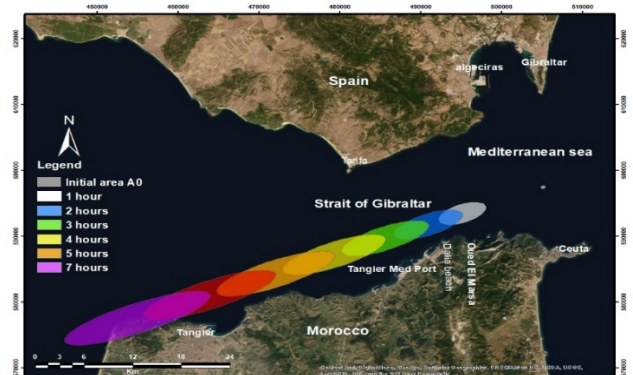 450000 460000 470000 480000 490000 500000 510000
Spain
algeciras
Gibraltar
Mediterranean sea
Tarifa
Strait of Gibraltar
N
Legend
Initial area A0
1 hour
2 hours
3 hours
4 hours
5 hours
7 hours
Ceuta
Oued El Marsa
Dalia beach
Tangier Med Port
Tangier
Morocco
0 3 6 12 18 24
Km